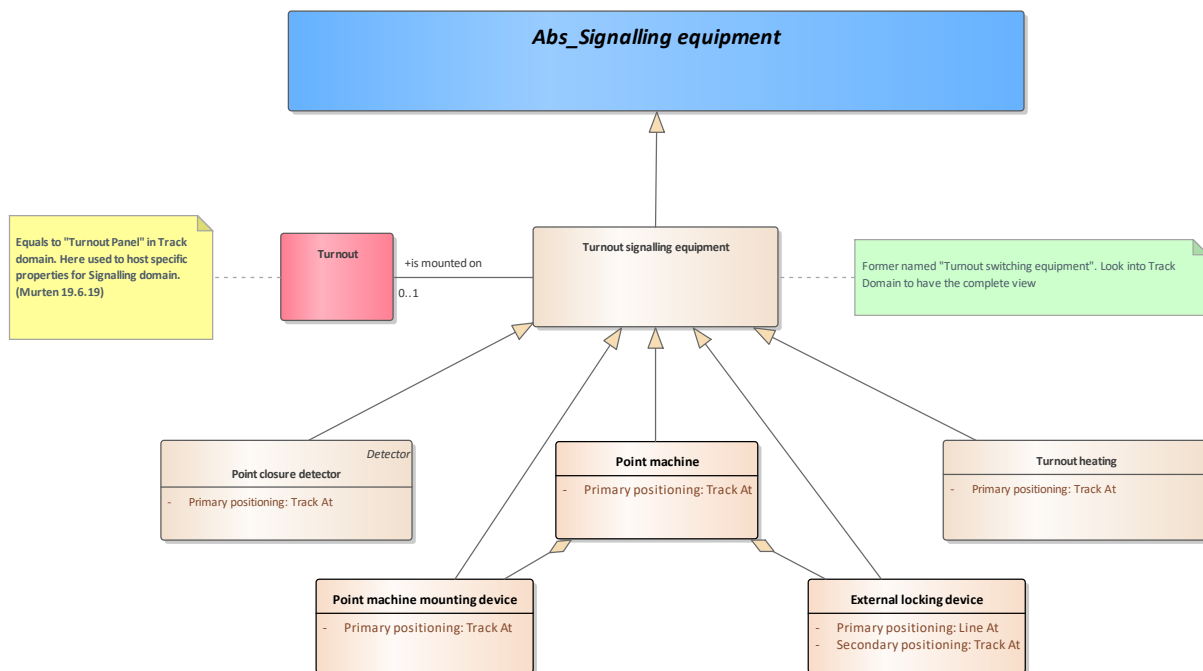 Abs_Signalling equipment
Equals to "Turnout Panel" in Track
domain. Here used to host specific
properties for Signalling domain.
(Murten 19.6.19)
Turnout
+is mounted on
0..1
Turnout signalling equipment
Former named "Turnout switching equipment". Look into Track
Domain to have the complete view
Detector
Point closure detector
- Primary positioning: Track At
Point machine
- Primary positioning: Track At
Turnout heating
- Primary positioning: Track At
Point machine mounting device
- Primary positioning: Track At
External locking device
- Primary positioning: Line At
- Secondary positioning: Track At